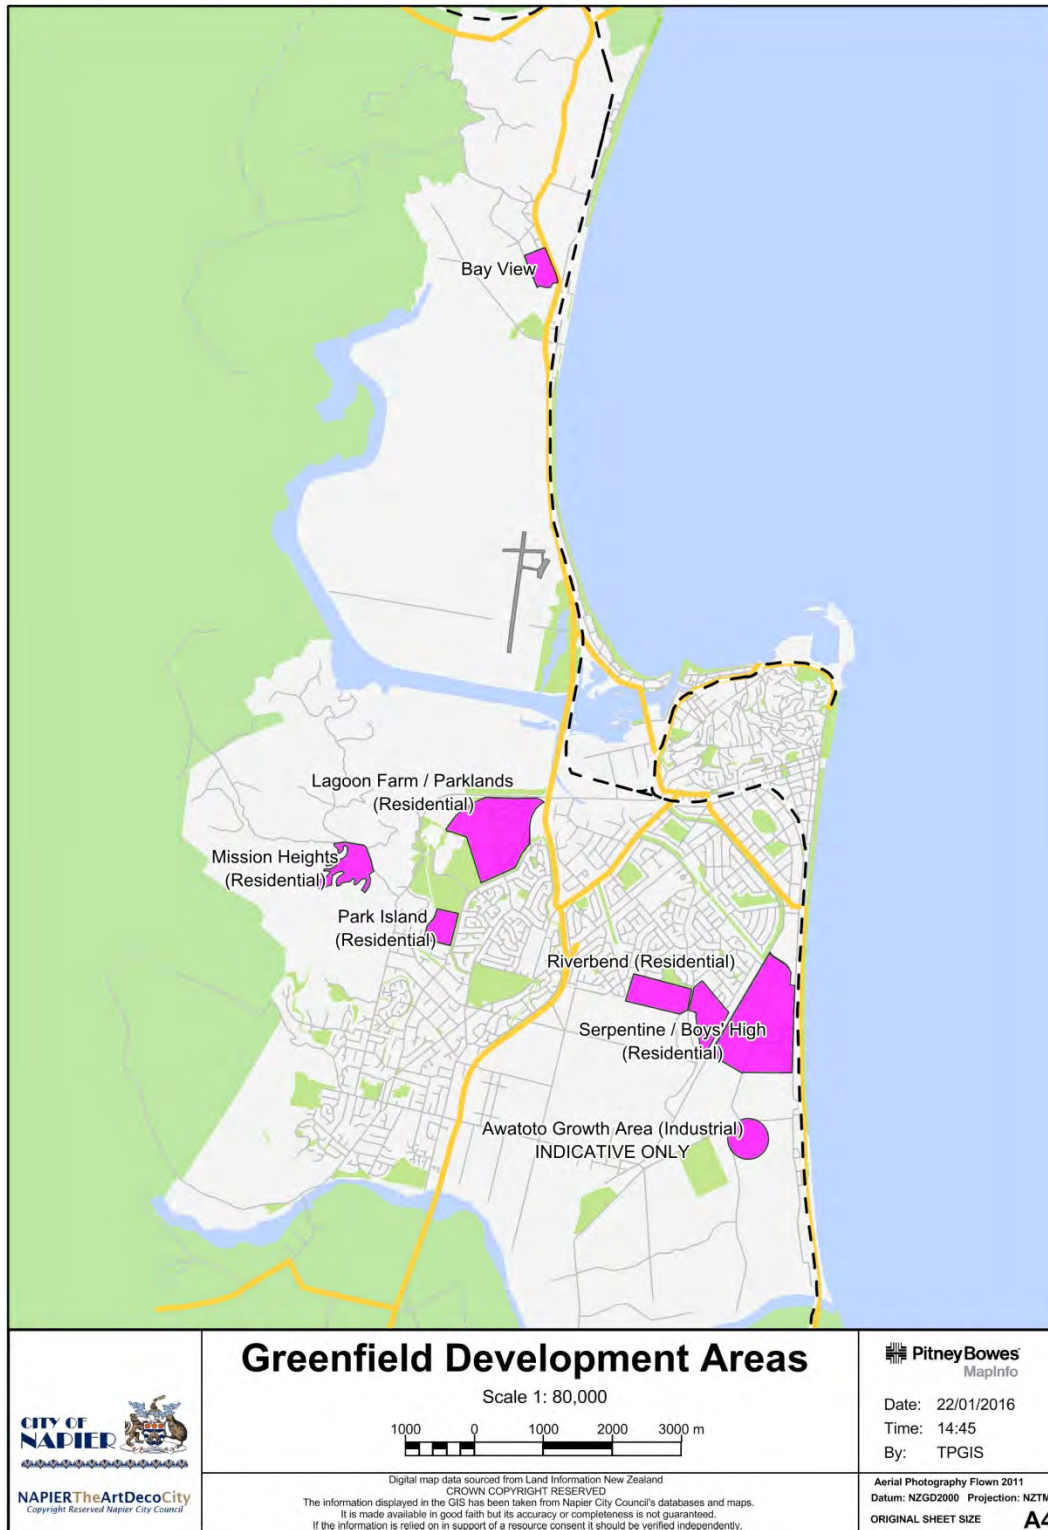 Bay View
Lagoon Farm / Parklands
(Residential)
Mission Heights
(Residential)
Park Island
(Residential)
Riverbend (Residential)
Serpentine / Boys' High
(Residential)
Awatoto Growth Area (Industrial)
INDICATIVE ONLY
CITY OF
NAPIER
NAPIERTheArtDecoCity
Copyright Reserved Napier City Council
Greenfield Development Areas
Scale 1: 80,000
1000 0 1000 2000 3000 m
Digital map data sourced from Land Information New Zealand
CROWN COPYRIGHT RESERVED
The information displayed in the GIS has been taken from Napier City Council's databases and maps.
It is made available in good faith but its accuracy or completeness is not guaranteed.
If the information is relied on in support of a resource consent it should be verified independently.
PitneyBowes
MapInfo
Date: 22/01/2016
Time: 14:45
By: TPGIS
Aerial Photography Flown 2011
Datum: NZGD2000 Projection: NZTM
ORIGINAL SHEET SIZE A4